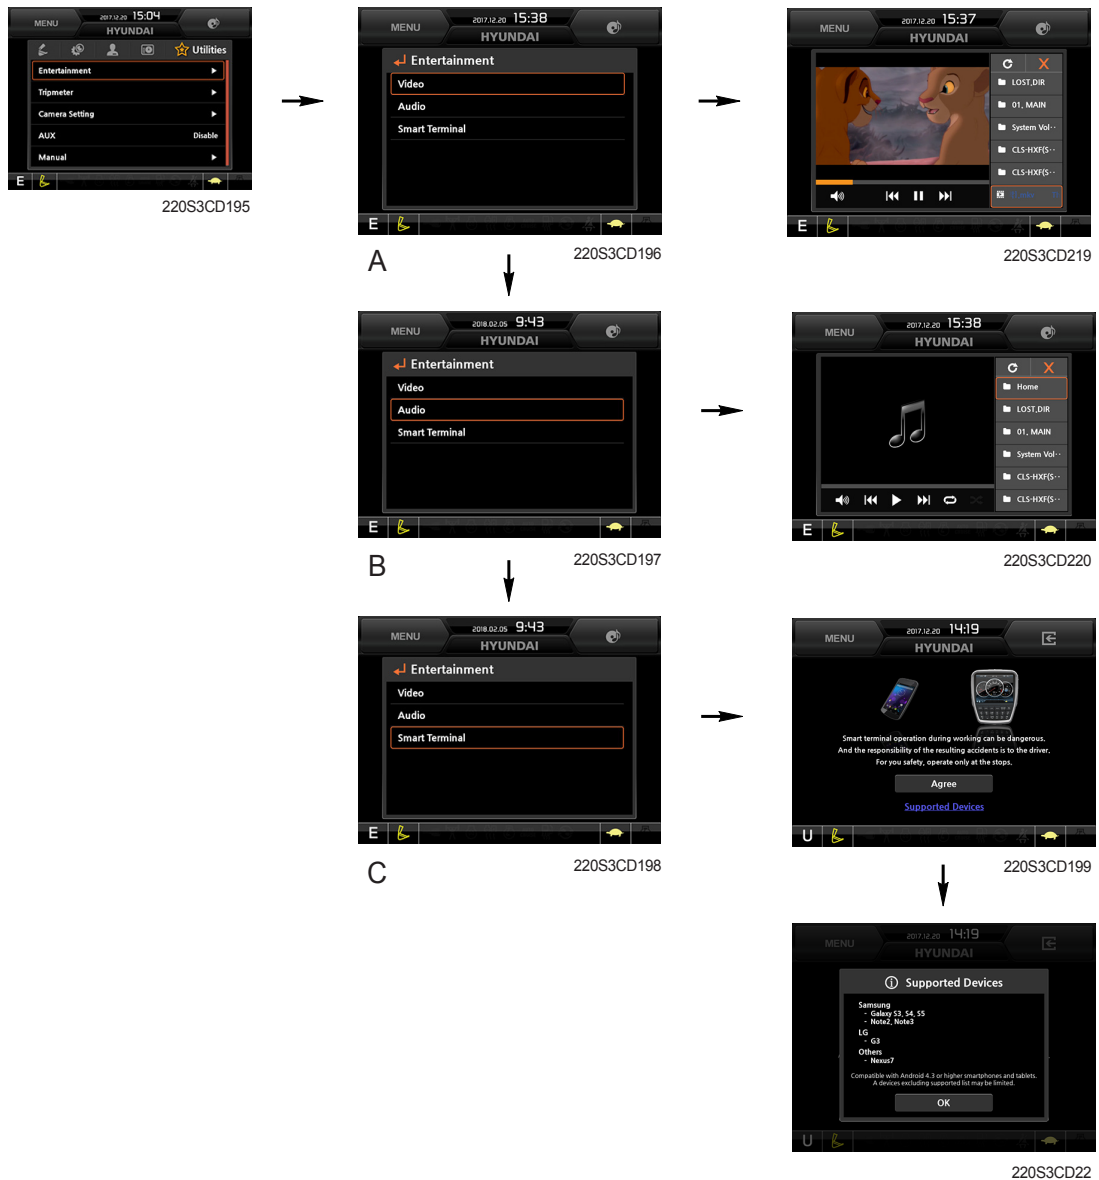 MENU
2017.12.20 15:04
HYUNDAI
Utilities
Entertainment
Tripmeter
Camera Setting
AUX Disable
Manual
E
220S3CD195
MENU
2017.12.20 15:38
HYUNDAI
Entertainment
Video
Audio
Smart Terminal
E
A
220S3CD196
MENU
2017.12.20 15:37
HYUNDAI
LOST.DIR
01. MAIN
System Vol··
CLS-HXF(S··
CLS-HXF(S··
E
220S3CD219
MENU
2018.02.05 9:43
HYUNDAI
Entertainment
Video
Audio
Smart Terminal
E
B
220S3CD197
MENU
2017.12.20 15:38
HYUNDAI
Home
LOST.DIR
01. MAIN
System Vol··
CLS-HXF(S··
CLS-HXF(S··
E
220S3CD220
MENU
2018.02.05 9:43
HYUNDAI
Entertainment
Video
Audio
Smart Terminal
E
C
220S3CD198
MENU
2017.12.20 14:19
HYUNDAI
Smart terminal operation during working can be dangerous.
And the responsibility of the resulting accidents is to the driver.
For you safety, operate only at the stops.
Agree
Supported Devices
U
220S3CD199
MENU
2017.12.20 14:19
HYUNDAI
Supported Devices
Samsung
- Galaxy S3, S4, S5
- Note2, Note3
LG
- G3
Others
- Nexus7
Compatible with Android 4.3 or higher smartphones and tablets.
A devices excluding supported list may be limited.
OK
U
220S3CD22